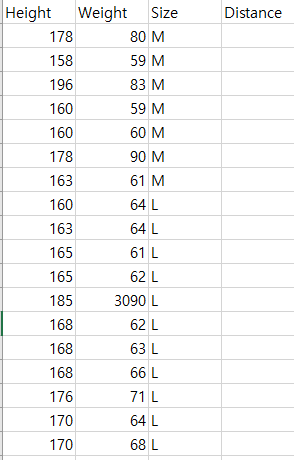 Height Weight Size Distance
178 80 M
158 59 M
196 83 M
160 59 M
160 60 M
178 90 M
163 61 M
160 64 L
163 64 L
165 61 L
165 62 L
185 3090 L
168 62 L
168 63 L
168 66 L
176 71 L
170 64 L
170 68 L